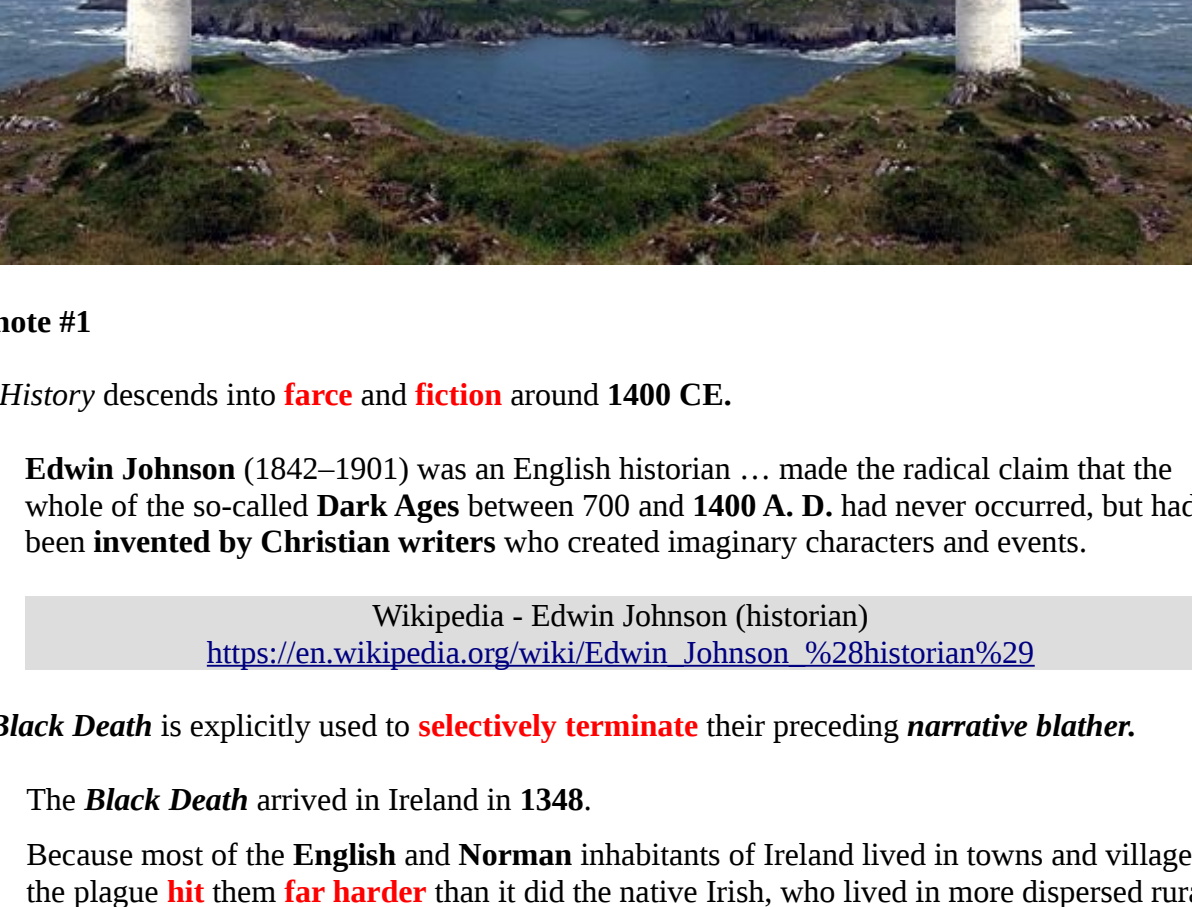 note #1
History descends into farce and fiction around 1400 CE.
Edwin Johnson (1842–1901) was an English historian … made the radical claim that the
whole of the so-called Dark Ages between 700 and 1400 A. D. had never occurred, but had
been invented by Christian writers who created imaginary characters and events.
Wikipedia - Edwin Johnson (historian)
https://en.wikipedia.org/wiki/Edwin_Johnson_%28historian%29
Black Death is explicitly used to selectively terminate their preceding narrative blather.
The Black Death arrived in Ireland in 1348.
Because most of the English and Norman inhabitants of Ireland lived in towns and village
the plague hit them far harder than it did the native Irish, who lived in more dispersed rura